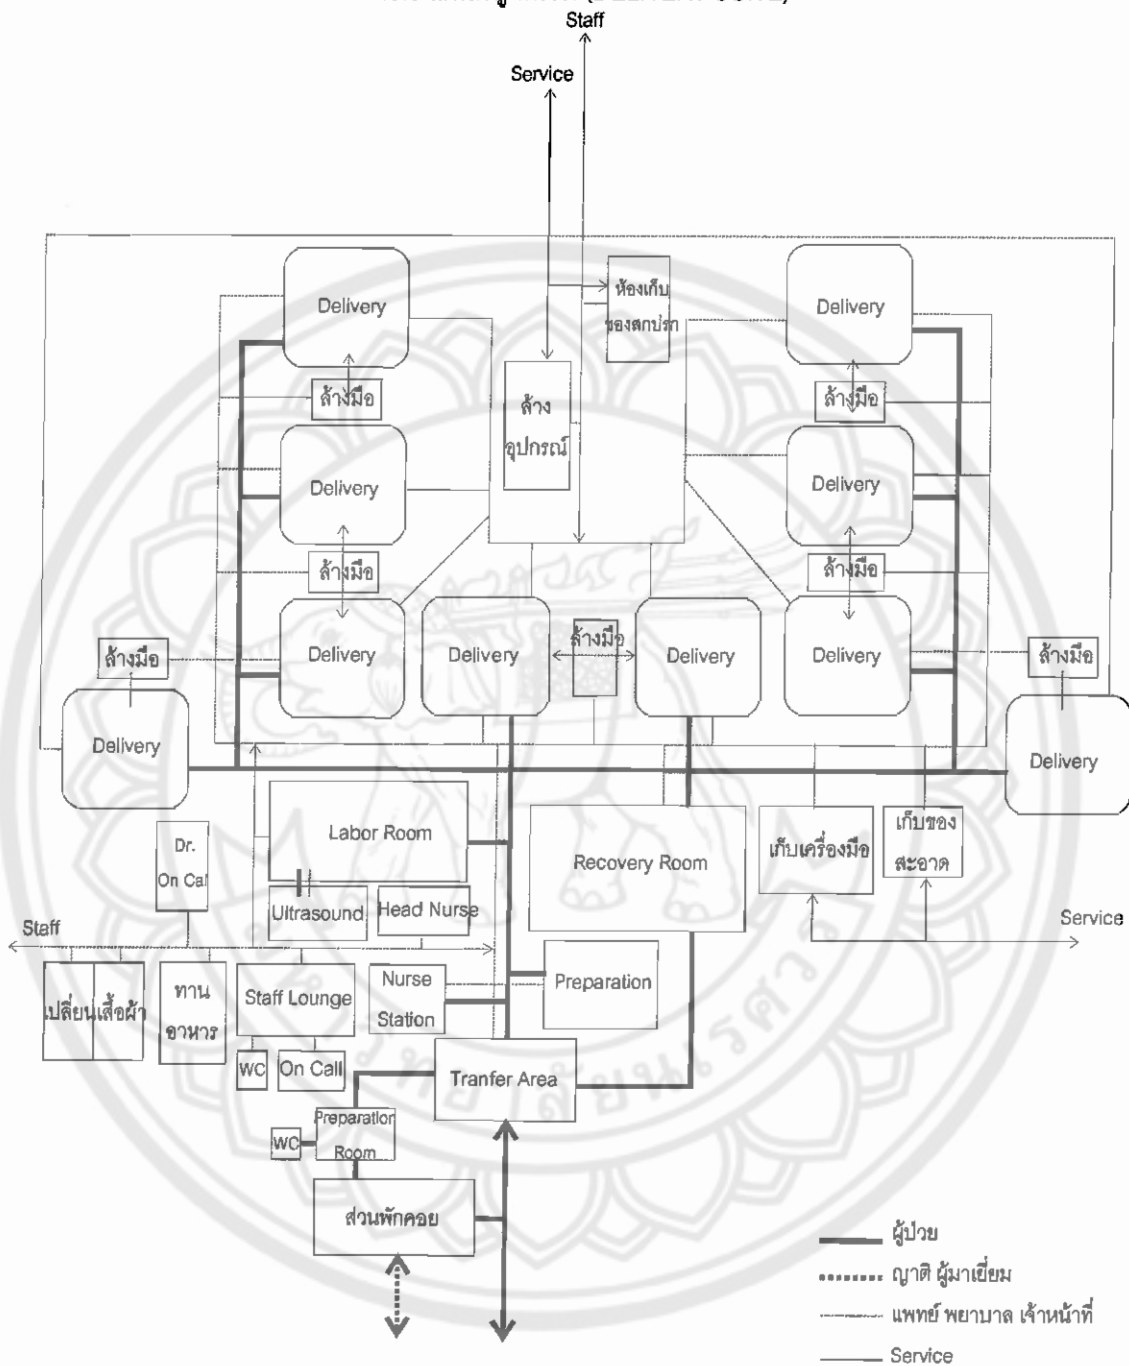 Staff
Service
Delivery
ห้องเก็บ
ของสกปรก
Delivery
ล้างมือ
ล้าง
อุปกรณ์
ล้างมือ
Delivery
Delivery
ล้างมือ
ล้างมือ
Delivery
Delivery
ล้างมือ
Delivery
Delivery
ล้างมือ
ล้างมือ
Delivery
Delivery
Labor Room
Dr.
On Cal
Recovery Room
เก็บเครื่องมือ
เก็บของ
สะอาด
Ultrasound
Head Nurse
Staff
Service
เปลี่ยนเสื้อผ้า
ทาน
อาหาร
Staff Lounge
Nurse
Station
Preparation
WC
On Call
Tranfer Area
Preparation
Room
WC
ส่วนพักคอย
ผู้ป่วย
ญาติ ผู้มาเยี่ยม
แพทย์ พยาบาล เจ้าหน้าที่
Service